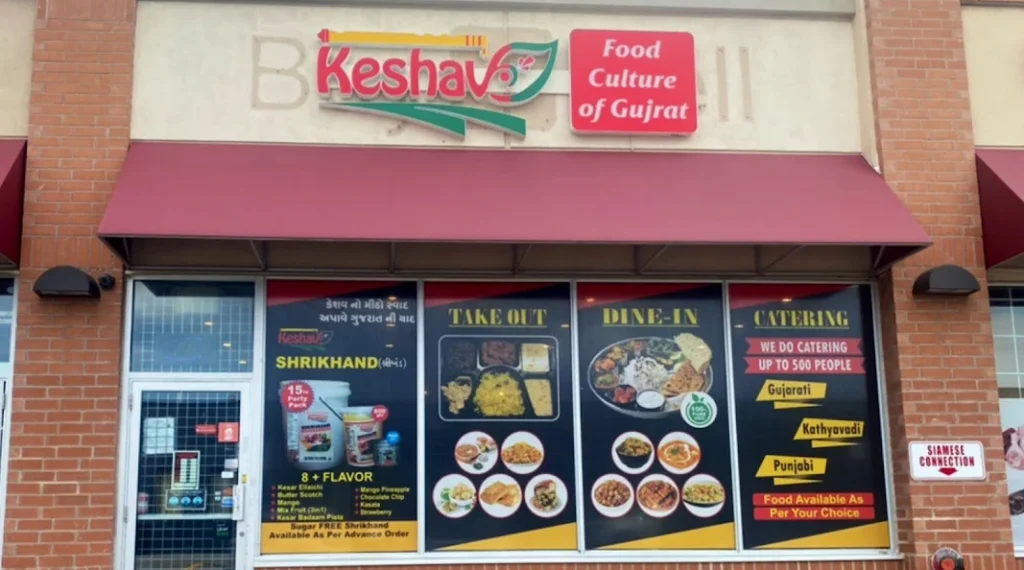 Keshav
Food
Culture
of Gujrat
કેશવ નો મીઠો સ્વાદ
અપાવે ગુજરાત ની યાદ
Keshav
SHRIKHAND(શ્રીખંડ)
15
Party
Pack
8 + FLAVOR
Kesar Ellaichi
Butter Scotch
Mango
Mix Fruit (3in1)
Kesar Badaam Pista
Mango Pineapple
Chocolate Chip
Kasata
Strawberry
Sugar FREE Shrikhand
Available As Per Advance Order
TAKE OUT
DINE-IN
100%
CATERING
WE DO CATERING
UP TO 500 PEOPLE
Gujarati
Kathyavadi
Punjabi
Food Available As
Per Your Choice
SIAMESE
CONNECTION